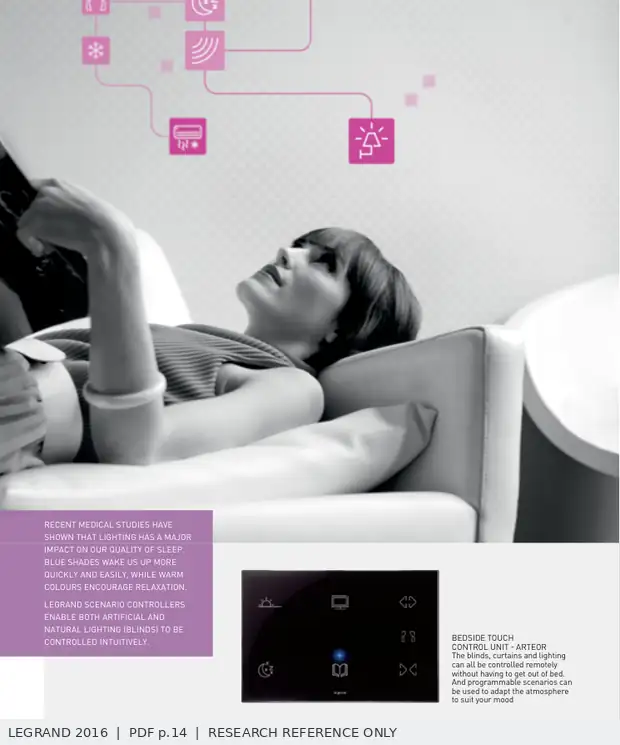 RECENT MEDICAL STUDIES HAVE
SHOWN THAT LIGHTING HAS A MAJOR
IMPACT ON OUR QUALITY OF SLEEP.
BLUE SHADES WAKE US UP MORE
QUICKLY AND EASILY, WHILE WARM
COLOURS ENCOURAGE RELAXATION.
LEGRAND SCENARIO CONTROLLERS
ENABLE BOTH ARTIFICIAL AND
NATURAL LIGHTING (BLINDS) TO BE
CONTROLLED INTUITIVELY.
BEDSIDE TOUCH
CONTROL UNIT - ARTEOR
The blinds, curtains and lighting
can all be controlled remotely
without having to get out of bed.
And programmable scenarios can
be used to adapt the atmosphere
to suit your mood
LEGRAND 2016 | PDF p.14 | RESEARCH REFERENCE ONLY